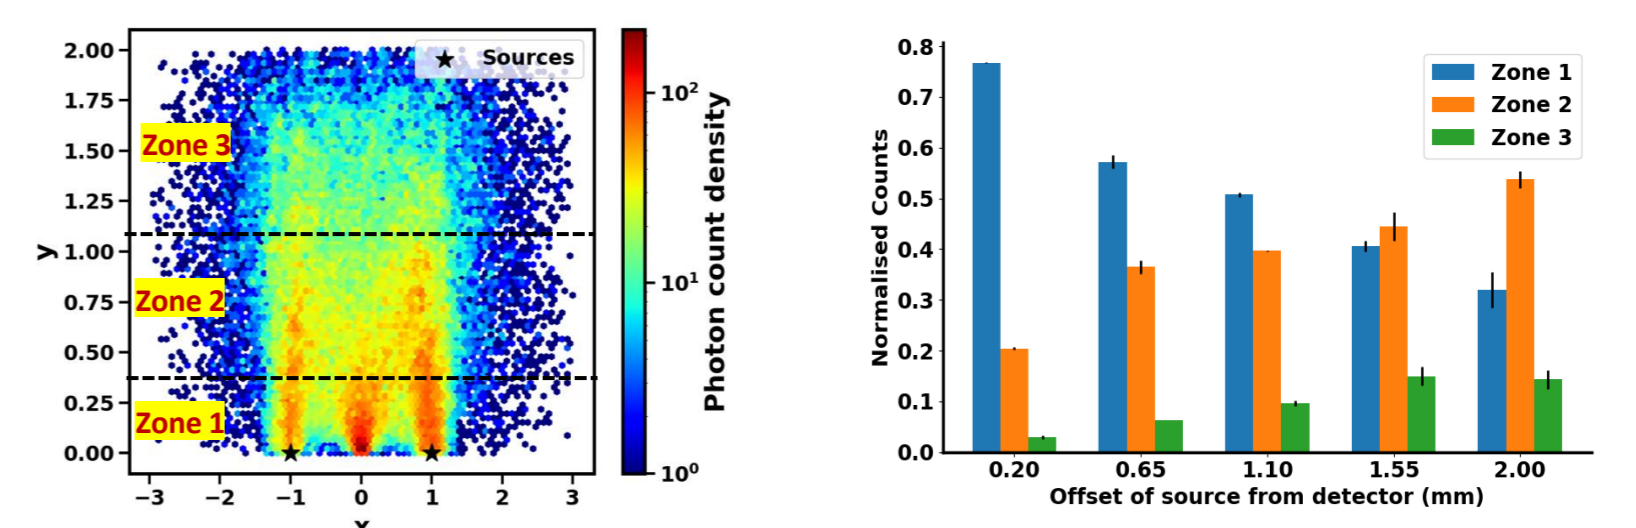 2.00
1.75
1.50
1.25
1.00
0.75
0.50
0.25
0.00
y
−3 −2 −1 0 1 2 3
x
★ Sources
Zone 3
Zone 2
Zone 1
10²
10¹
10⁰
Photon count density
0.8
0.7
0.6
0.5
0.4
0.3
0.2
0.1
0.0
Normalised Counts
Zone 1
Zone 2
Zone 3
0.20 0.65 1.10 1.55 2.00
Offset of source from detector (mm)